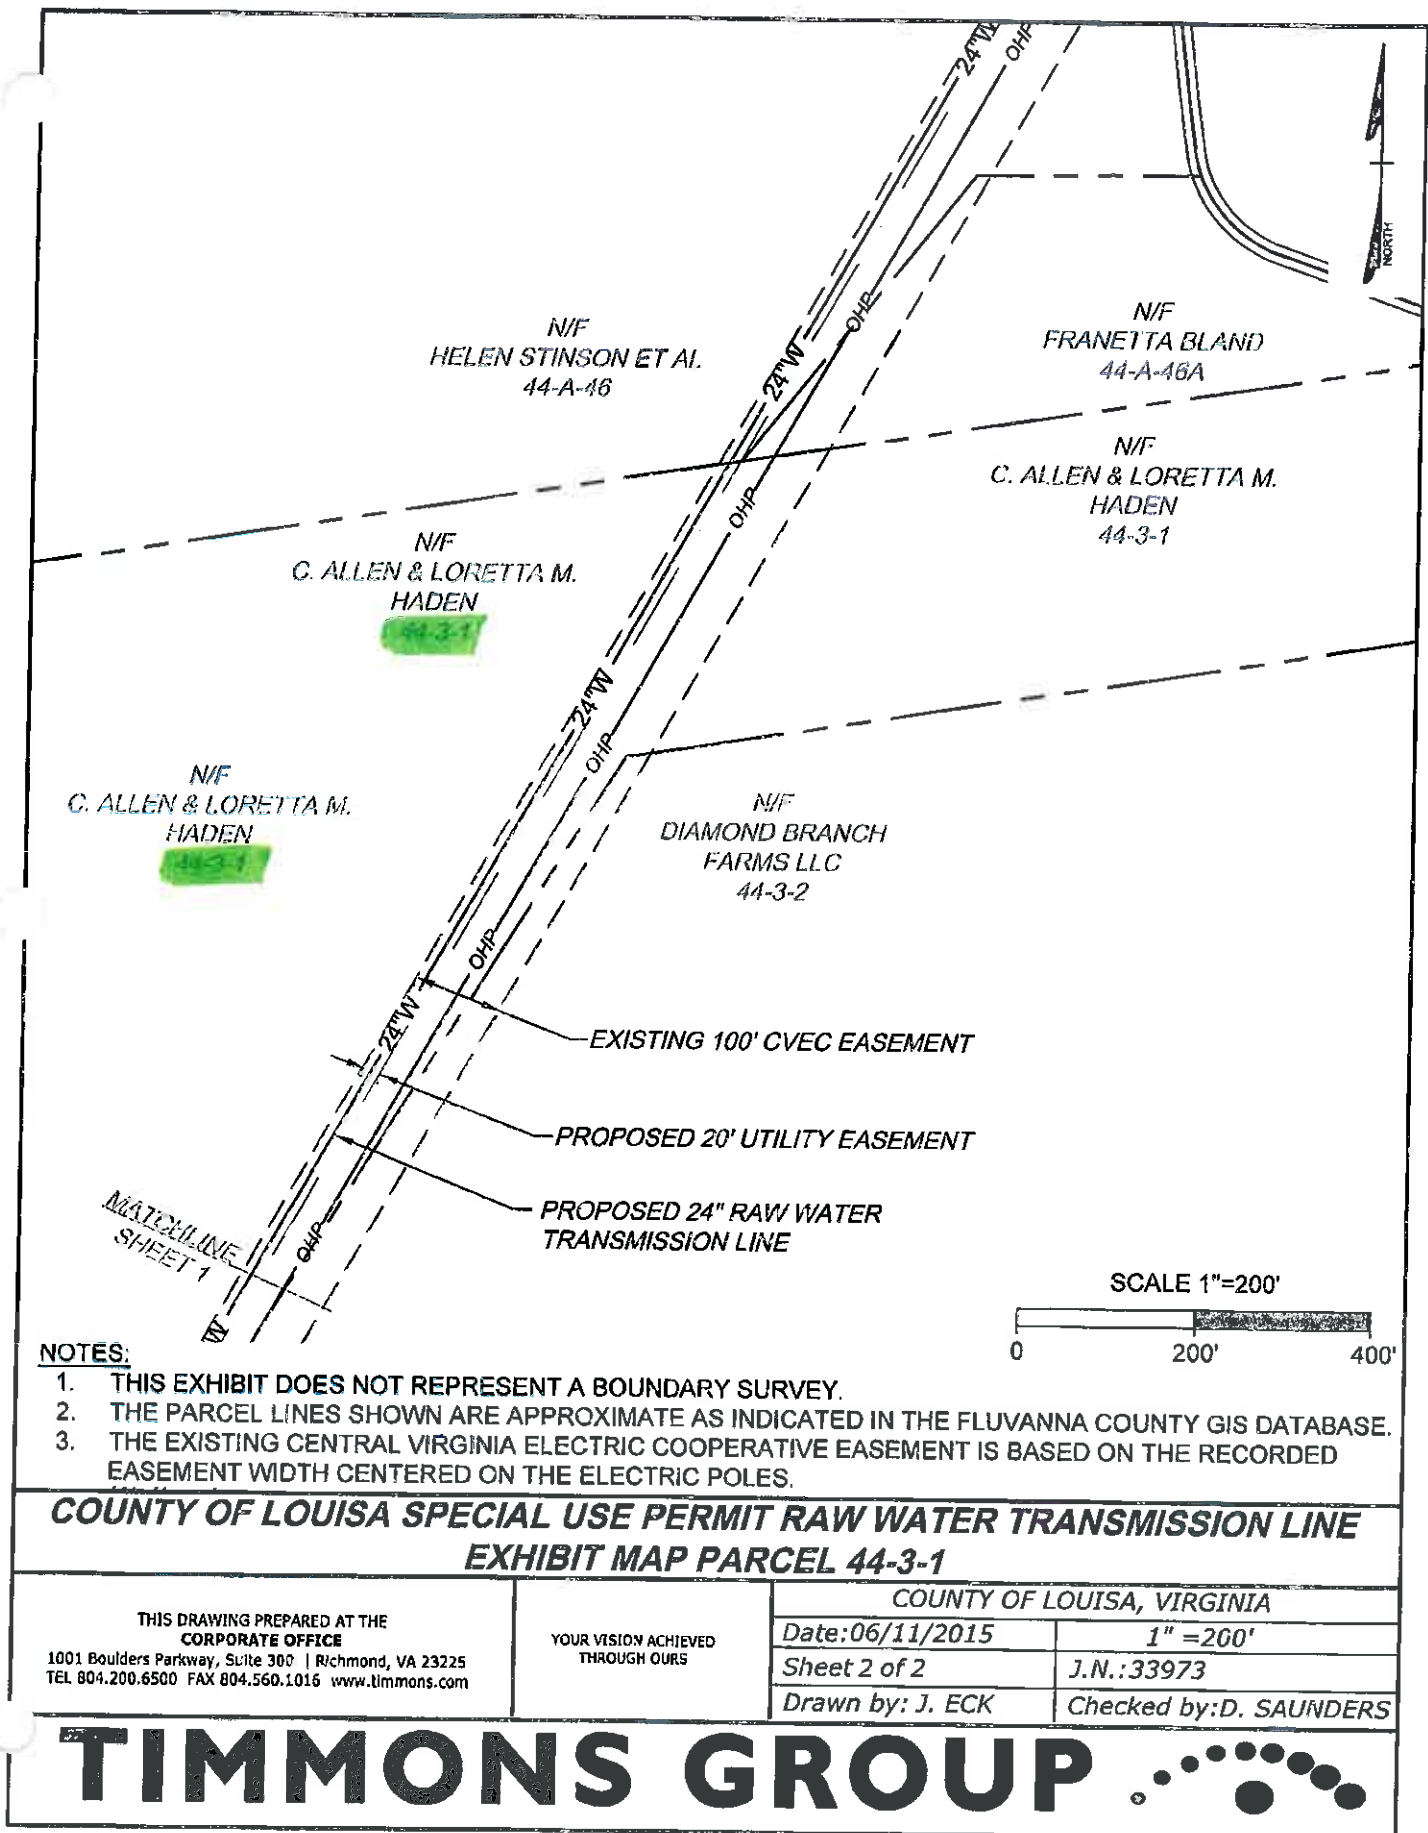 24"W
OHP
NORTH
N/F
HELEN STINSON ET AL.
44-A-46
24"W
OHP
N/F
FRANETTA BLAND
44-A-46A
N/F
C. ALLEN & LORETTA M.
HADEN
44-3-1
OHP
N/F
C. ALLEN & LORETTA M.
HADEN
44-3-1
24"W
OHP
N/F
C. ALLEN & LORETTA M.
HADEN
44-3-1
N/F
DIAMOND BRANCH
FARMS LLC
44-3-2
OHP
24"W
EXISTING 100' CVEC EASEMENT
PROPOSED 20' UTILITY EASEMENT
PROPOSED 24" RAW WATER
TRANSMISSION LINE
MATCHLINE
SHEET 1
OHP
W
SCALE 1"=200'
0 200' 400'
NOTES:
1. THIS EXHIBIT DOES NOT REPRESENT A BOUNDARY SURVEY.
2. THE PARCEL LINES SHOWN ARE APPROXIMATE AS INDICATED IN THE FLUVANNA COUNTY GIS DATABASE.
3. THE EXISTING CENTRAL VIRGINIA ELECTRIC COOPERATIVE EASEMENT IS BASED ON THE RECORDED
EASEMENT WIDTH CENTERED ON THE ELECTRIC POLES.
COUNTY OF LOUISA SPECIAL USE PERMIT RAW WATER TRANSMISSION LINE
EXHIBIT MAP PARCEL 44-3-1
THIS DRAWING PREPARED AT THE
CORPORATE OFFICE
1001 Boulders Parkway, Suite 300 | Richmond, VA 23225
TEL 804.200.6500 FAX 804.560.1016 www.timmons.com
YOUR VISION ACHIEVED
THROUGH OURS
COUNTY OF LOUISA, VIRGINIA
Date:06/11/2015
1" =200'
Sheet 2 of 2
J.N.:33973
Drawn by: J. ECK
Checked by:D. SAUNDERS
TIMMONS GROUP